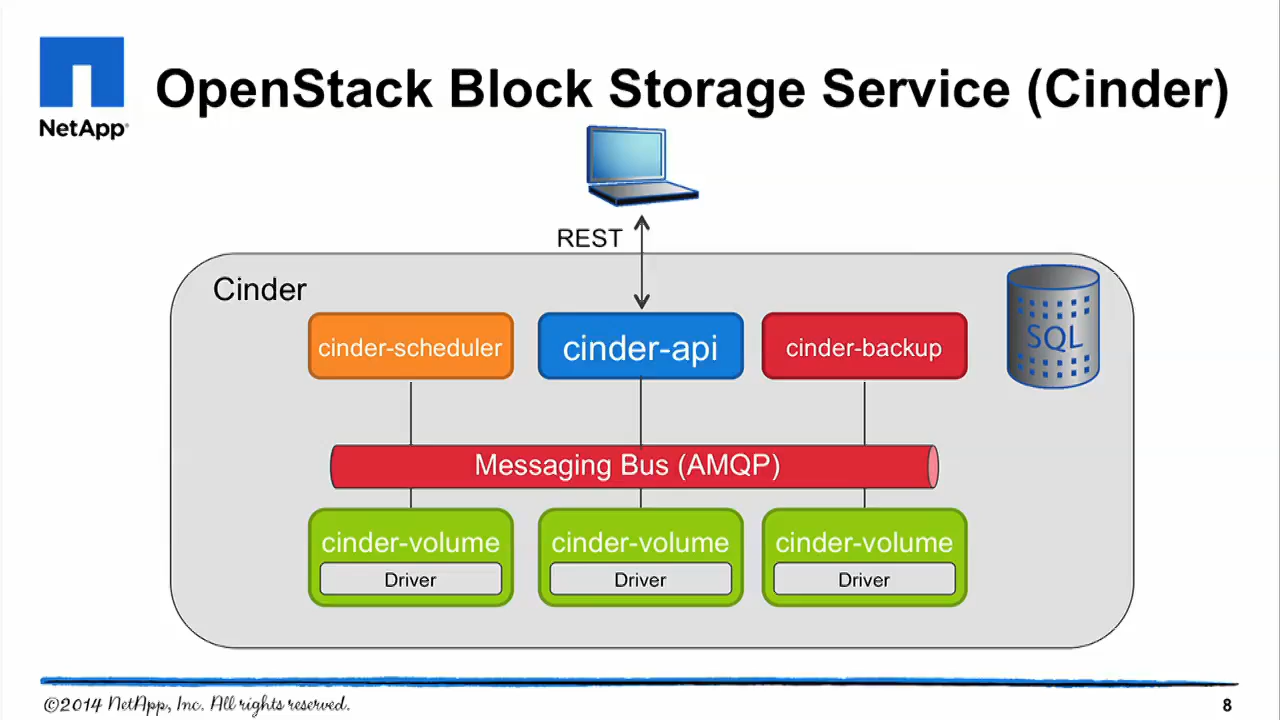 NetApp
OpenStack Block Storage Service (Cinder)
REST
Cinder
SQL
cinder-scheduler
cinder-api
cinder-backup
Messaging Bus (AMQP)
cinder-volume
Driver
cinder-volume
Driver
cinder-volume
Driver
©2014 NetApp, Inc. All rights reserved.
8